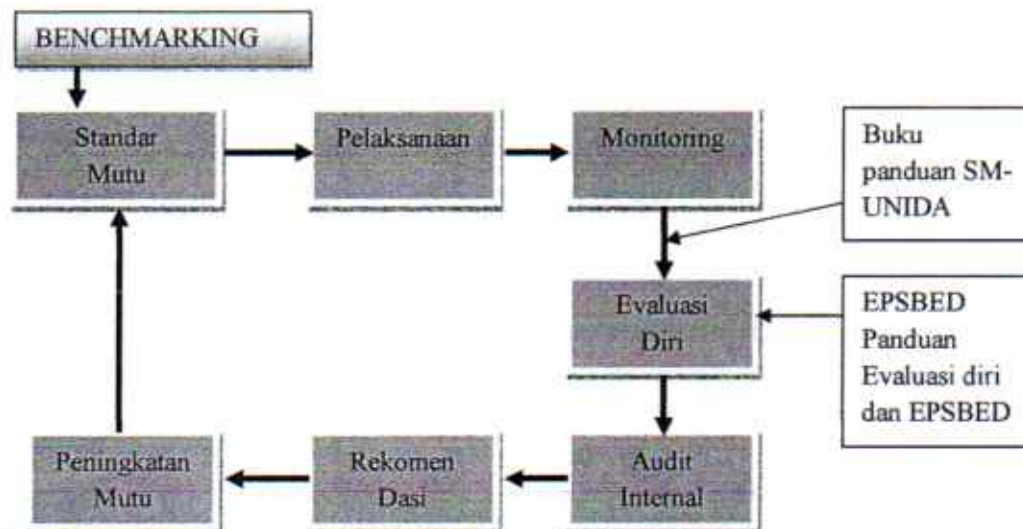 BENCHMARKING
Standar
Mutu
Pelaksanaan
Monitoring
Buku
panduan SM-
UNIDA
Evaluasi
Diri
EPSBED
Panduan
Evaluasi diri
dan EPSBED
Peningkatan
Mutu
Rekomen
Dasi
Audit
Internal